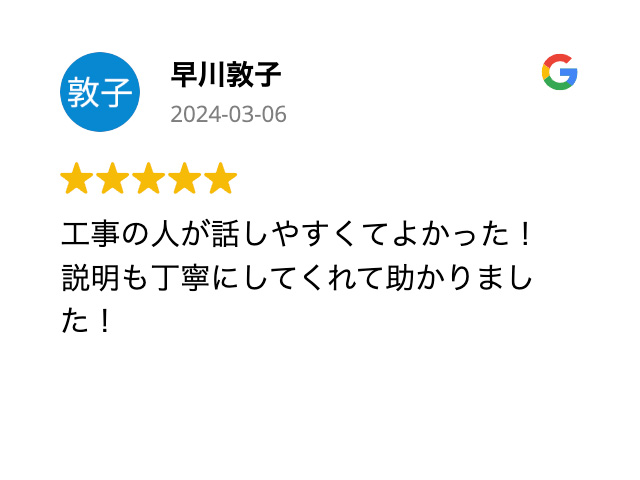 敦子
早川敦子
2024-03-06
工事の人が話しやすくてよかった！
説明も丁寧にしてくれて助かりまし
た！